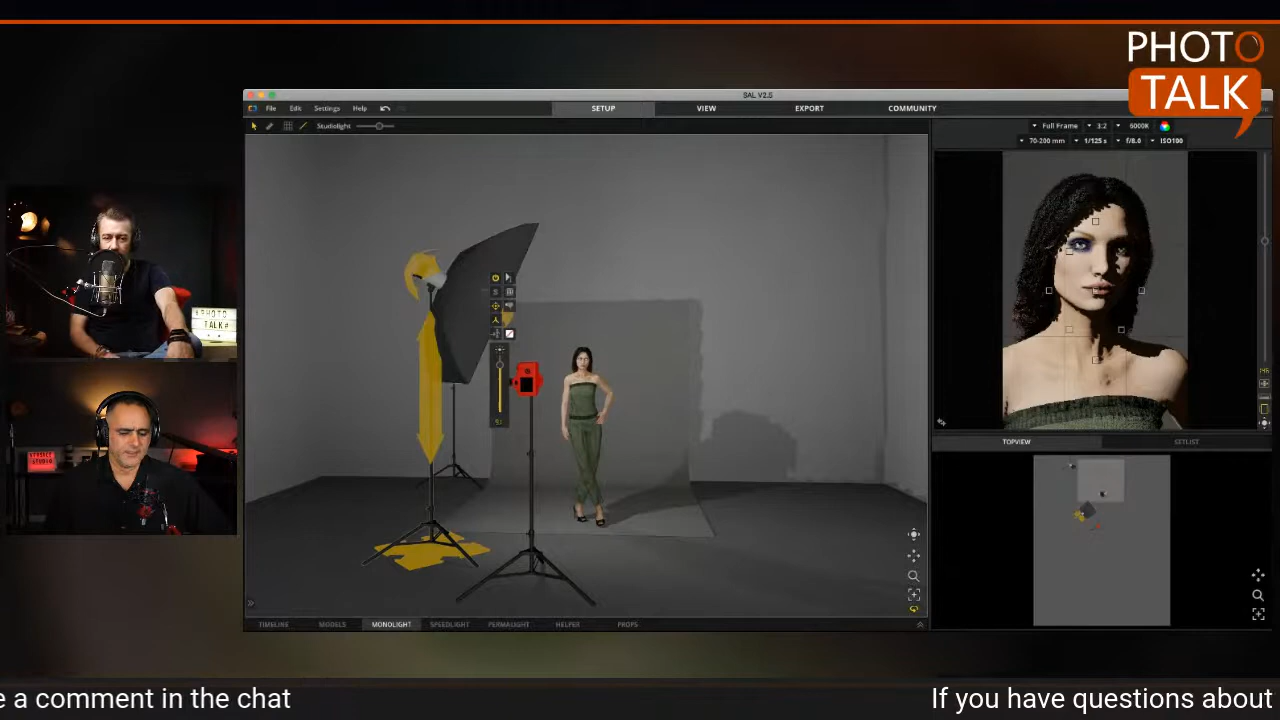 PHOTO
TALK
SAL V2.5
File Edit Settings Help
SETUP VIEW EXPORT COMMUNITY
Studiolight
Full Frame 3:2 6000K
70-200 mm 1/125 s f/8.0 ISO100
#PHOTO
TALK#
TOPVIEW SETLIST
TIMELINE MODELS MONOLIGHT SPEEDLIGHT PERMALIGHT HELPER PROPS
e a comment in the chat
If you have questions about